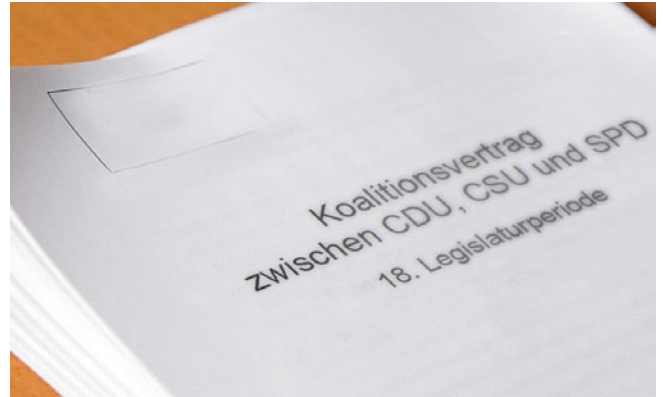 Koalitionsvertrag
zwischen CDU, CSU und SPD
18. Legislaturperiode